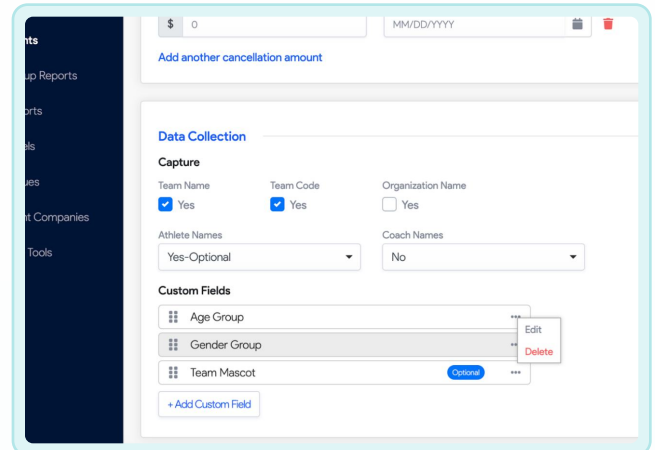 $ 0 MM/DD/YYYY
Add another cancellation amount
nts
up Reports
orts
els
ues
nt Companies
Tools
Data Collection
Capture
Team Name Team Code Organization Name
Yes Yes Yes
Athlete Names Coach Names
Yes-Optional No
Custom Fields
Age Group
Gender Group
Team Mascot Optional
+ Add Custom Field
Edit
Delete